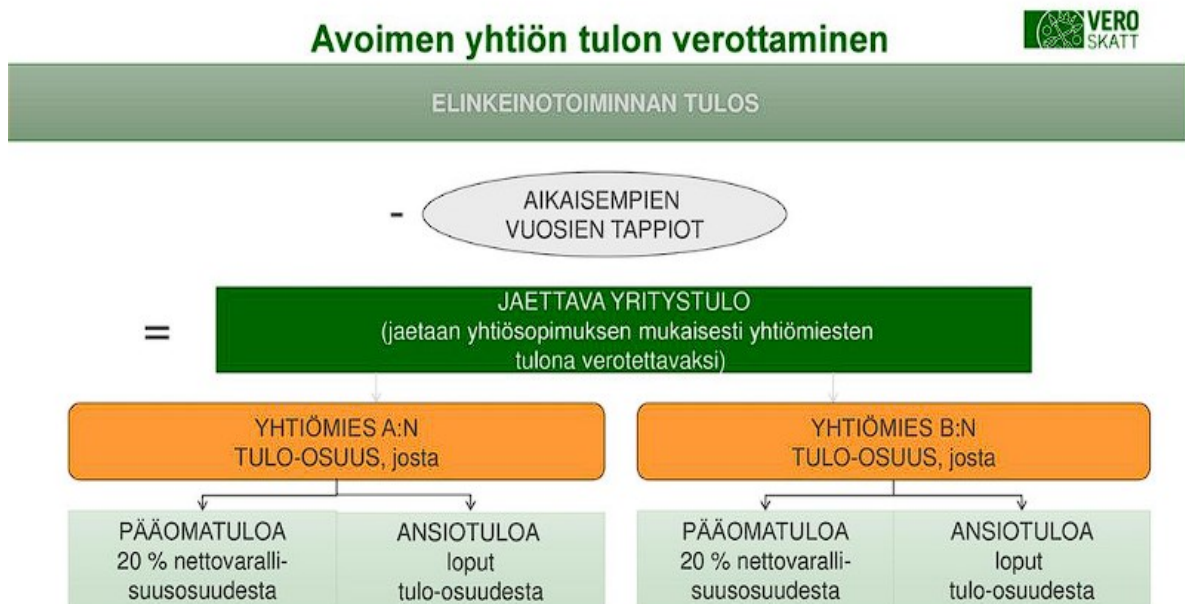 Avoimen yhtiön tulon verottaminen
VERO
SKATT
ELINKEINOTOIMINNAN TULOS
-
AIKAISEMPIEN
VUOSIEN TAPPIOT
=
JAETTAVA YRITYSTULO
(jaetaan yhtiösopimuksen mukaisesti yhtiömiesten
tulona verotettavaksi)
YHTIÖMIES A:N
TULO-OSUUS, josta
YHTIÖMIES B:N
TULO-OSUUS, josta
PÄÄOMATULOA
20 % nettovaralli-
suusosuudesta
ANSIOTULOA
loput
tulo-osuudesta
PÄÄOMATULOA
20 % nettovaralli-
suusosuudesta
ANSIOTULOA
loput
tulo-osuudesta